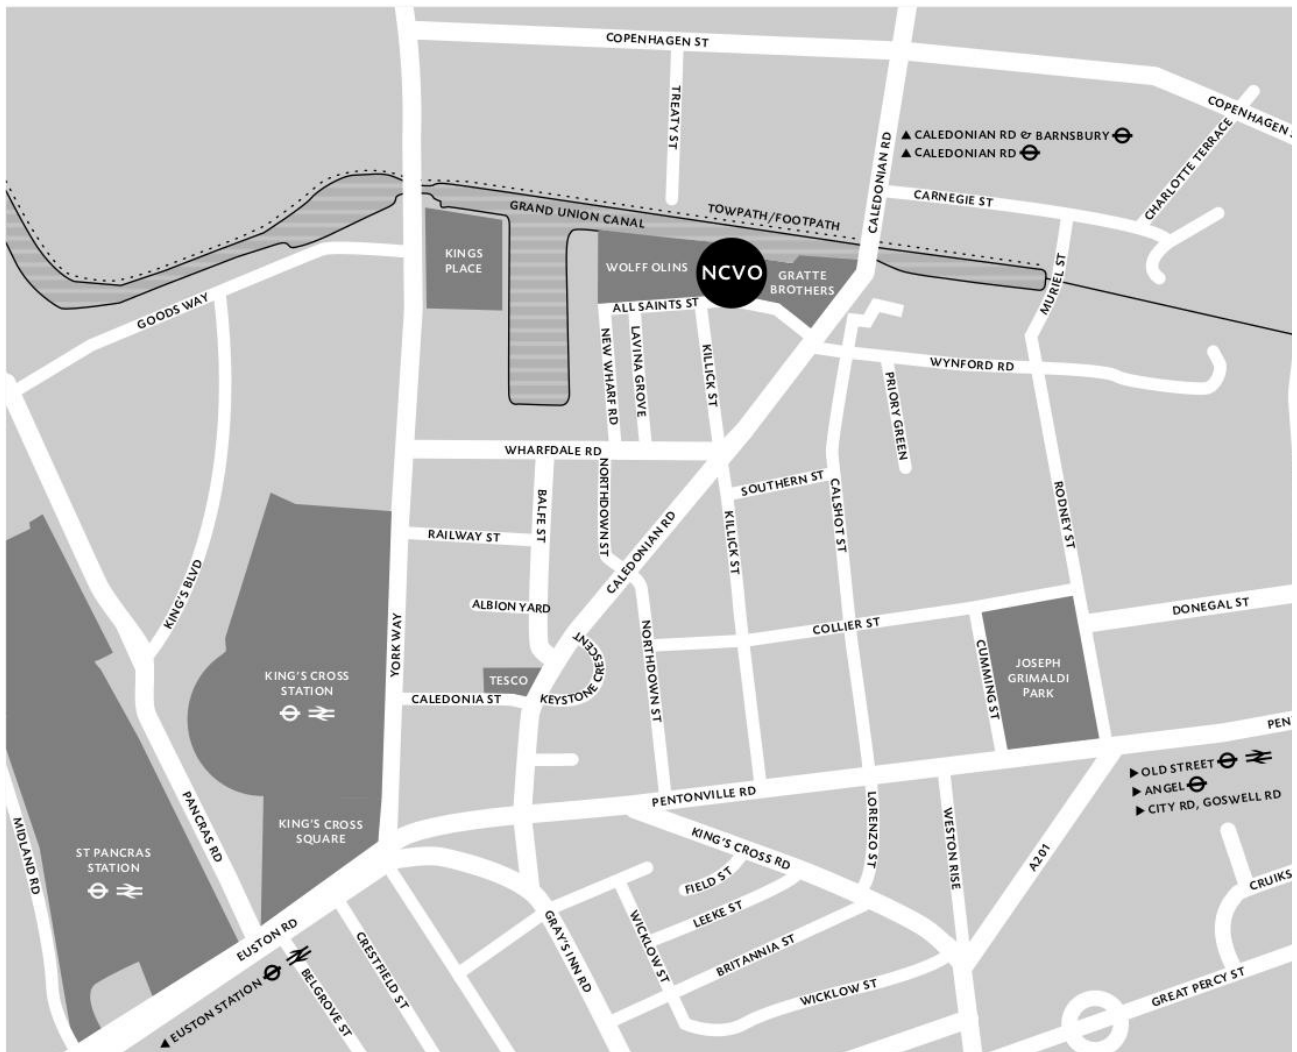 COPENHAGEN ST
COPENHAGEN S
TREATY ST
CALEDONIAN RD
▲ CALEDONIAN RD & BARNSBURY
▲ CALEDONIAN RD
CHARLOTTE TERRACE
CARNEGIE ST
GRAND UNION CANAL
TOWPATH/FOOTPATH
KINGS
PLACE
WOLFF OLINS
NCVO
GRATTE
BROTHERS
MURIEL ST
GOODS WAY
ALL SAINTS ST
NEW WHARF RD
LAVINA GROVE
KILLICK ST
WYNFORD RD
PRIORY GREEN
WHARFDALE RD
NORTHDOWN ST
BALFE ST
SOUTHERN ST
CALSHOT ST
RODNEY ST
RAILWAY ST
CALEDONIAN RD
KILLICK ST
KING'S BLVD
ALBION YARD
YORK WAY
KEYSTONE CRESCENT
NORTHDOWN ST
COLLIER ST
DONEGAL ST
CUMMING ST
JOSEPH
GRIMALDI
PARK
KING'S CROSS
STATION
TESCO
CALEDONIA ST
PEN
▶ OLD STREET
▶ ANGEL
▶ CITY RD, GOSWELL RD
PENTONVILLE RD
LORENZO ST
WESTON RISE
A201
MIDLAND RD
PANCRAS RD
KING'S CROSS
SQUARE
KING'S CROSS RD
ST PANCRAS
STATION
FIELD ST
LEEKE ST
CRUIKS
EUSTON RD
CRESTFIELD ST
GRAY'S INN RD
WICKLOW ST
BRITANNIA ST
WICKLOW ST
GREAT PERCY ST
◀ EUSTON STATION
BELGROVE ST